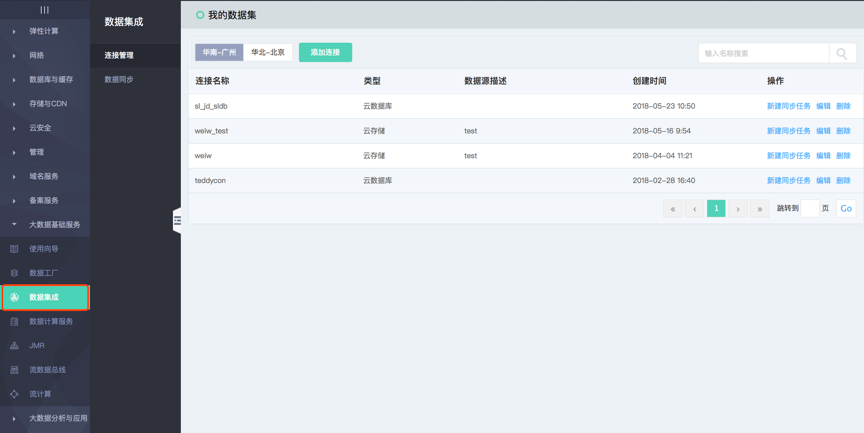 弹性计算
网络
数据库与缓存
存储与CDN
云安全
管理
域名服务
备案服务
大数据基础服务
使用向导
数据工厂
数据集成
数据计算服务
JMR
流数据总线
流计算
大数据分析与应用
数据集成
连接管理
数据同步
我的数据集
华南-广州 华北-北京 添加连接 输入名称搜索
连接名称 类型 数据源描述 创建时间 操作
sl_jd_sldb 云数据库 2018-05-23 10:50 新建同步任务 编辑 删除
weiw_test 云存储 test 2018-05-16 9:54 新建同步任务 编辑 删除
weiw 云存储 test 2018-04-04 11:21 新建同步任务 编辑 删除
teddycon 云数据库 2018-02-28 16:40 新建同步任务 编辑 删除
« ‹ 1 › » 跳转到 页 Go